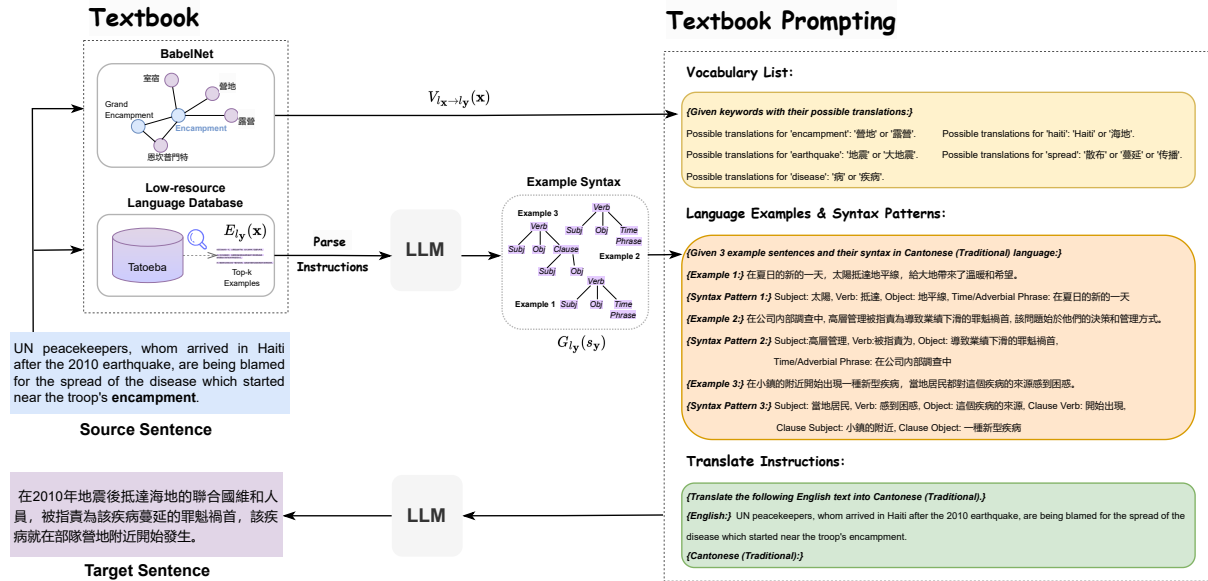 Textbook
BabelNet
室宿
營地
Grand
Encampment
Encampment
露營
恩坎普門特
Low-resource
Language Database
Tatoeba
E_{l_y}(x)
Top-k
Examples
UN peacekeepers, whom arrived in Haiti
after the 2010 earthquake, are being blamed
for the spread of the disease which started
near the troop's encampment.
Source Sentence
在2010年地震後抵達海地的聯合國維和人
員，被指責為該疾病蔓延的罪魁禍首，該疾
病就在部隊營地附近開始發生。
Target Sentence
V_{l_x→l_y}(x)
Parse
Instructions
LLM
Example Syntax
Example 3
Verb
Subj Obj Clause
Subj Obj
Verb
Subj Obj Time
Phrase
Example 2
Verb
Example 1
Subj Obj Time
Phrase
G_{l_y}(s_y)
LLM
Textbook Prompting
Vocabulary List:
{Given keywords with their possible translations:}
Possible translations for 'encampment': '營地' or '露營'. Possible translations for 'haiti': 'Haiti' or '海地'.
Possible translations for 'earthquake': '地震' or '大地震'. Possible translations for 'spread': '散布' or '蔓延' or '传播'.
Possible translations for 'disease': '病' or '疾病'.
Language Examples & Syntax Patterns:
{Given 3 example sentences and their syntax in Cantonese (Traditional) language:}
{Example 1:} 在夏日的新的一天，太陽抵達地平線，給大地帶來了溫暖和希望。
{Syntax Pattern 1:} Subject: 太陽, Verb: 抵達, Object: 地平線, Time/Adverbial Phrase: 在夏日的新的一天
{Example 2:} 在公司内部調查中, 高層管理被指責為導致業績下滑的罪魁禍首, 該問題始於他們的決策和管理方式。
{Syntax Pattern 2:} Subject:高層管理, Verb:被指責为, Object: 導致業績下滑的罪魁禍首,
Time/Adverbial Phrase: 在公司内部調查中
{Example 3:} 在小鎮的附近開始出現一種新型疾病，當地居民都對這個疾病的來源感到困惑。
{Syntax Pattern 3:} Subject: 當地居民, Verb: 感到困惑, Object: 這個疾病的來源, Clause Verb: 開始出現,
Clause Subject: 小鎮的附近, Clause Object: 一種新型疾病
Translate Instructions:
{Translate the following English text into Cantonese (Traditional).}
{English:} UN peacekeepers, whom arrived in Haiti after the 2010 earthquake, are being blamed for the spread of the
disease which started near the troop's encampment.
{Cantonese (Traditional):}